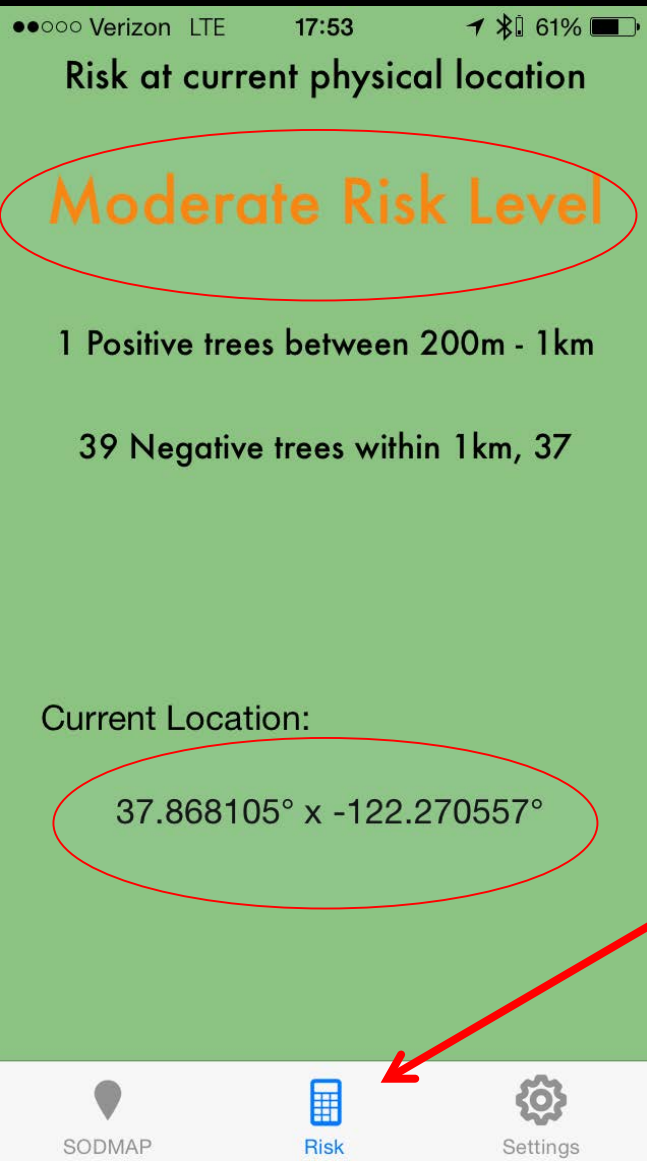 Verizon LTE 17:53 61%
Risk at current physical location
Moderate Risk Level
1 Positive trees between 200m - 1km
39 Negative trees within 1km, 37
Current Location:
37.868105° x -122.270557°
SODMAP Risk Settings